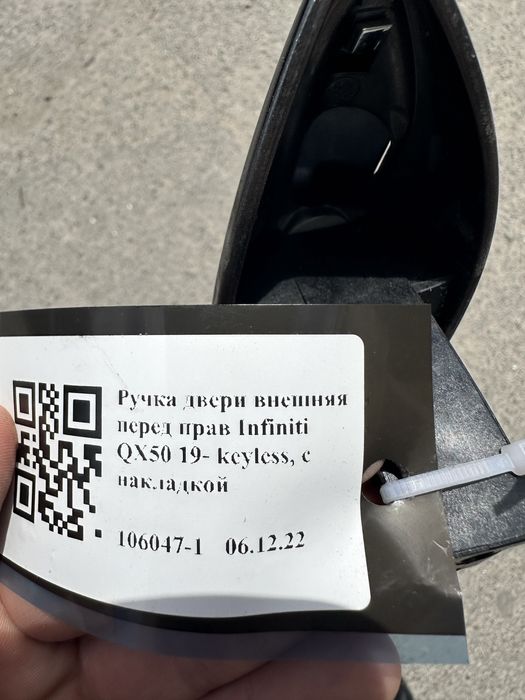 Ручка двери внешняя
перед прав Infiniti
QX50 19- keyless, с
накладкой
106047-1 06.12.22